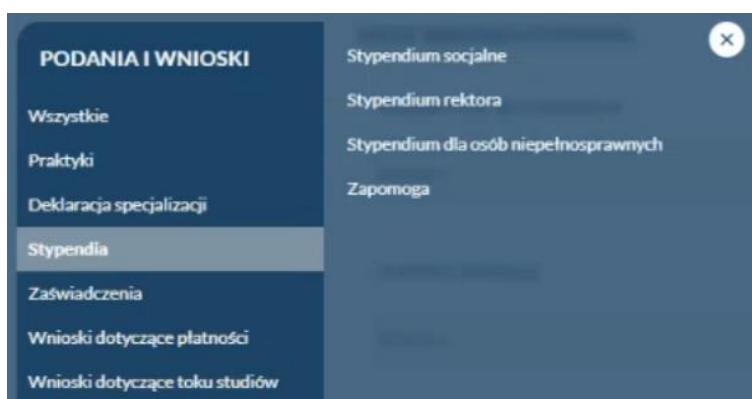 PODANIA I WNIOSKI
Wszystkie
Praktyki
Deklaracja specjalizacji
Stypendia
Zaświadczenia
Wnioski dotyczące płatności
Wnioski dotyczące toku studiów
Stypendium socjalne
Stypendium rektora
Stypendium dla osób niepełnosprawnych
Zapomoga